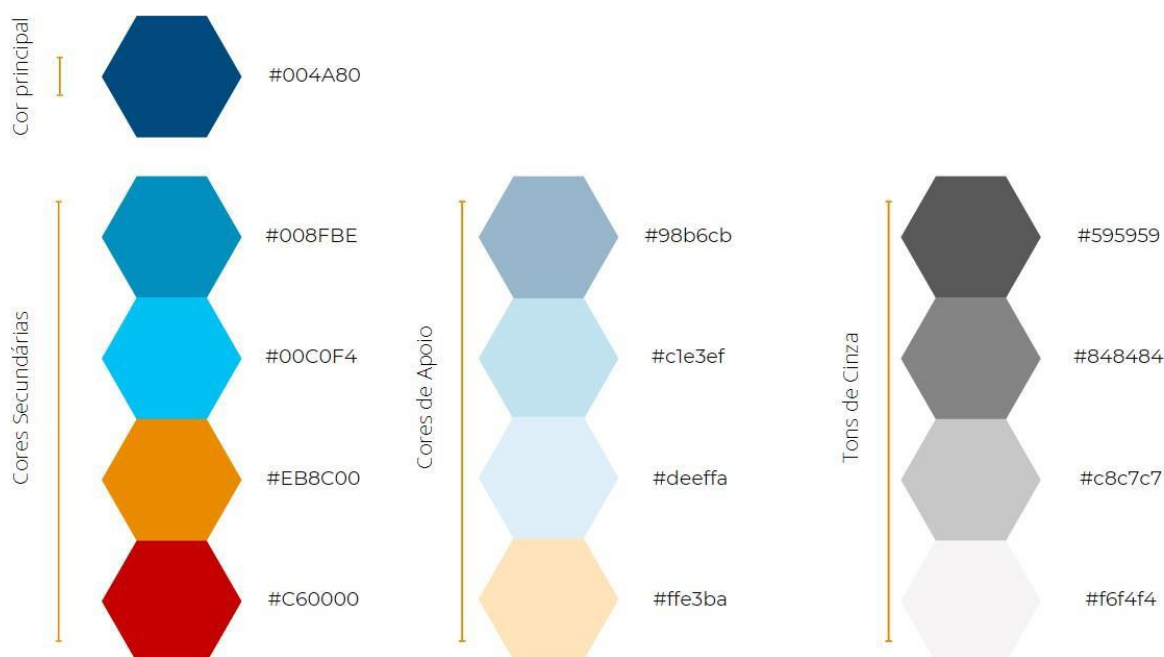 Cor principal
#004A80
Cores Secundárias
#008FBE
#00C0F4
#EB8C00
#C60000
Cores de Apoio
#98b6cb
#c1e3ef
#deeffa
#ffe3ba
Tons de Cinza
#595959
#848484
#c8c7c7
#f6f4f4